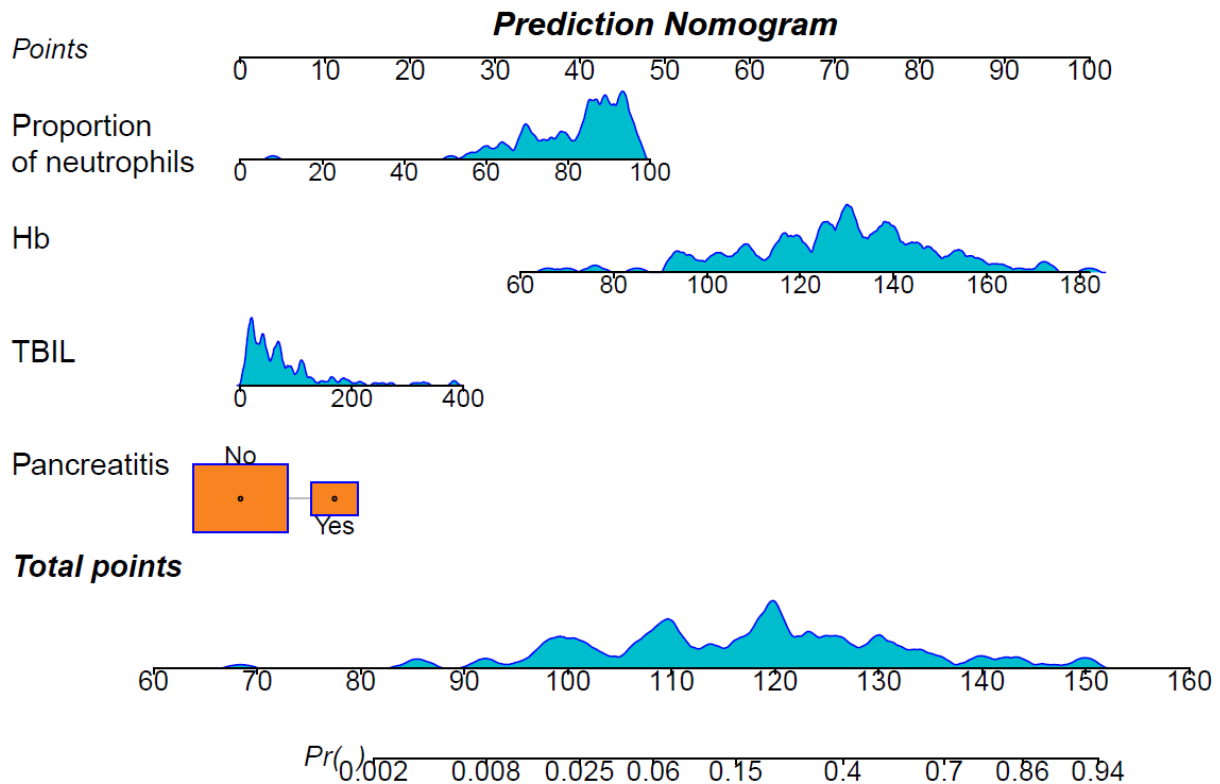 Prediction Nomogram
Points
0 10 20 30 40 50 60 70 80 90 100
Proportion
of neutrophils
0 20 40 60 80 100
Hb
60 80 100 120 140 160 180
TBIL
0 200 400
Pancreatitis
No
Yes
Total points
60 70 80 90 100 110 120 130 140 150 160
Pr( )
0.002 0.008 0.025 0.06 0.15 0.4 0.7 0.86 0.94